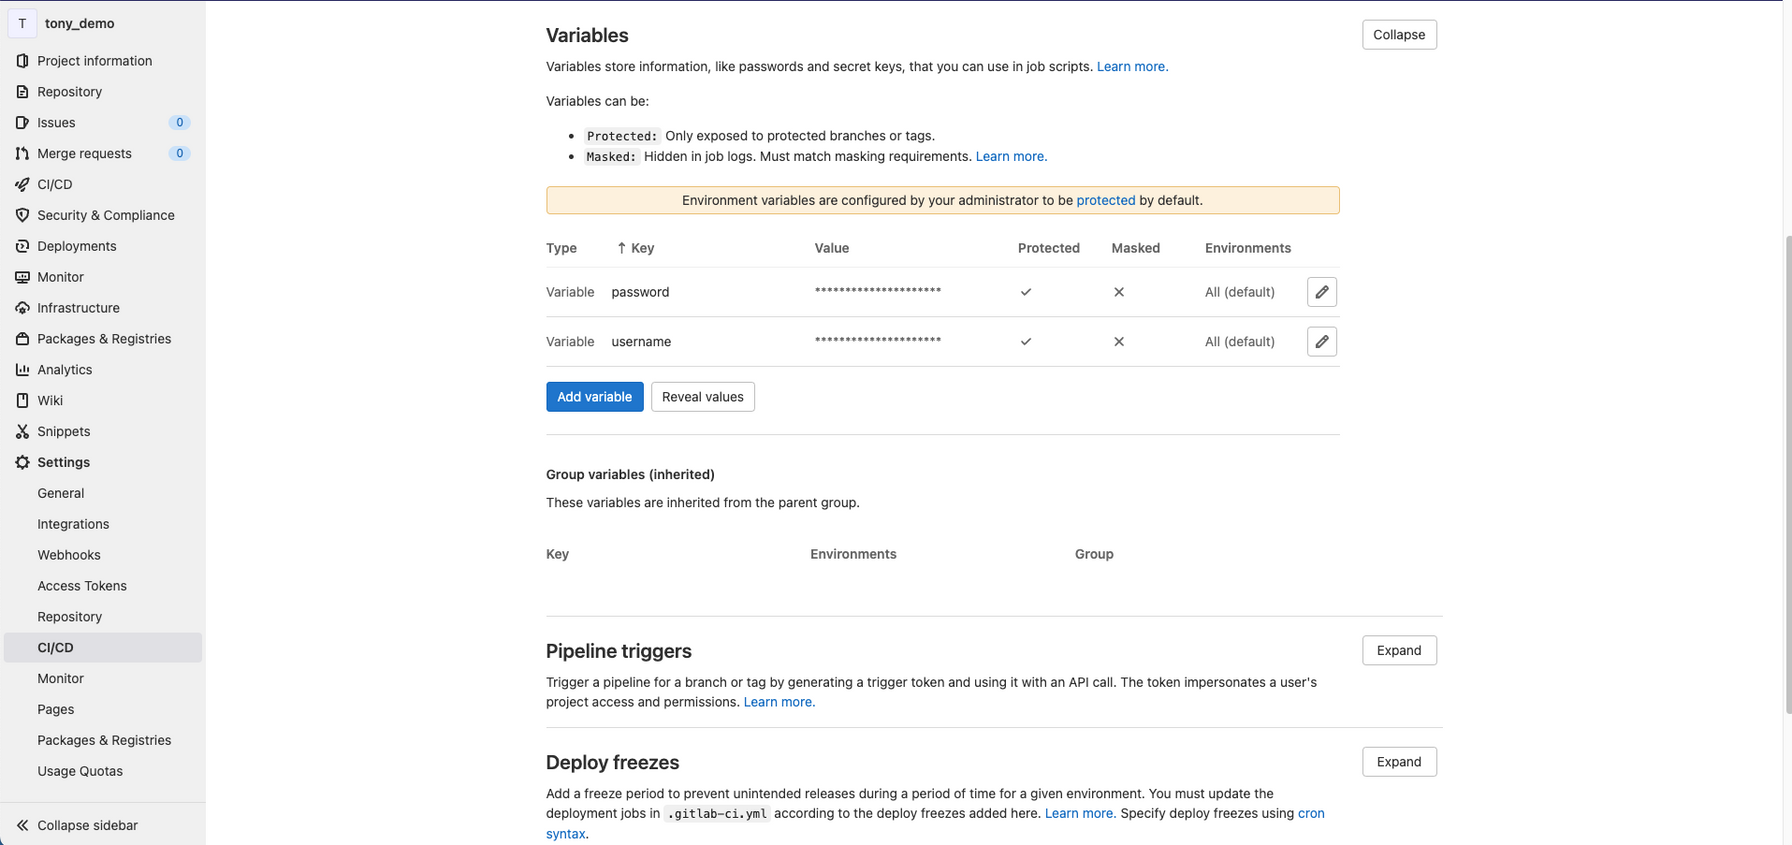 T tony_demo
Project information
Repository
Issues 0
Merge requests 0
CI/CD
Security & Compliance
Deployments
Monitor
Infrastructure
Packages & Registries
Analytics
Wiki
Snippets
Settings
General
Integrations
Webhooks
Access Tokens
Repository
CI/CD
Monitor
Pages
Packages & Registries
Usage Quotas
Collapse sidebar
Variables
Collapse
Variables store information, like passwords and secret keys, that you can use in job scripts. Learn more.
Variables can be:
• Protected: Only exposed to protected branches or tags.
• Masked: Hidden in job logs. Must match masking requirements. Learn more.
Environment variables are configured by your administrator to be protected by default.
Type ↑ Key Value Protected Masked Environments
Variable password ********************* ✓ ✕ All (default)
Variable username ********************* ✓ ✕ All (default)
Add variable Reveal values
Group variables (inherited)
These variables are inherited from the parent group.
Key Environments Group
Pipeline triggers
Expand
Trigger a pipeline for a branch or tag by generating a trigger token and using it with an API call. The token impersonates a user's
project access and permissions. Learn more.
Deploy freezes
Expand
Add a freeze period to prevent unintended releases during a period of time for a given environment. You must update the
deployment jobs in .gitlab-ci.yml according to the deploy freezes added here. Learn more. Specify deploy freezes using cron
syntax.